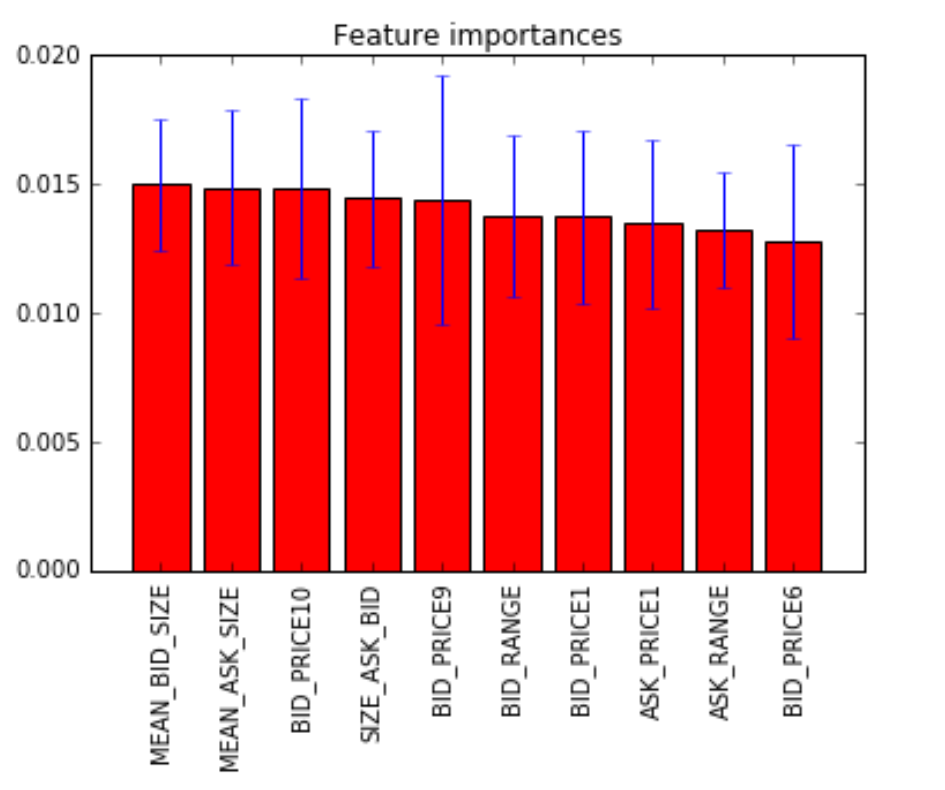 Feature importances
0.020
0.015
0.010
0.005
0.000
MEAN_BID_SIZE
MEAN_ASK_SIZE
BID_PRICE10
SIZE_ASK_BID
BID_PRICE9
BID_RANGE
BID_PRICE1
ASK_PRICE1
ASK_RANGE
BID_PRICE6